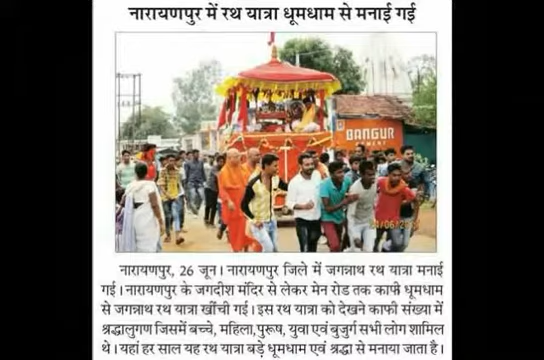 नारायणपुर में रथ यात्रा धूमधाम से मनाई गई
BANGUR
CEMENT
नारायणपुर, 26 जून। नारायणपुर जिले में जगन्नाथ रथ यात्रा मनाई
गई। नारायणपुर के जगदीश मंदिर से लेकर मेन रोड तक काफी धूमधाम
से जगन्नाथ रथ यात्रा खींची गई। इस रथ यात्रा को देखने काफी संख्या में
श्रद्धालुगण जिसमें बच्चे, महिला,पुरूष, युवा एवं बुजुर्ग सभी लोग शामिल
थे। यहां हर साल यह रथ यात्रा बड़े धूमधाम एवं श्रद्धा से मनाया जाता है।